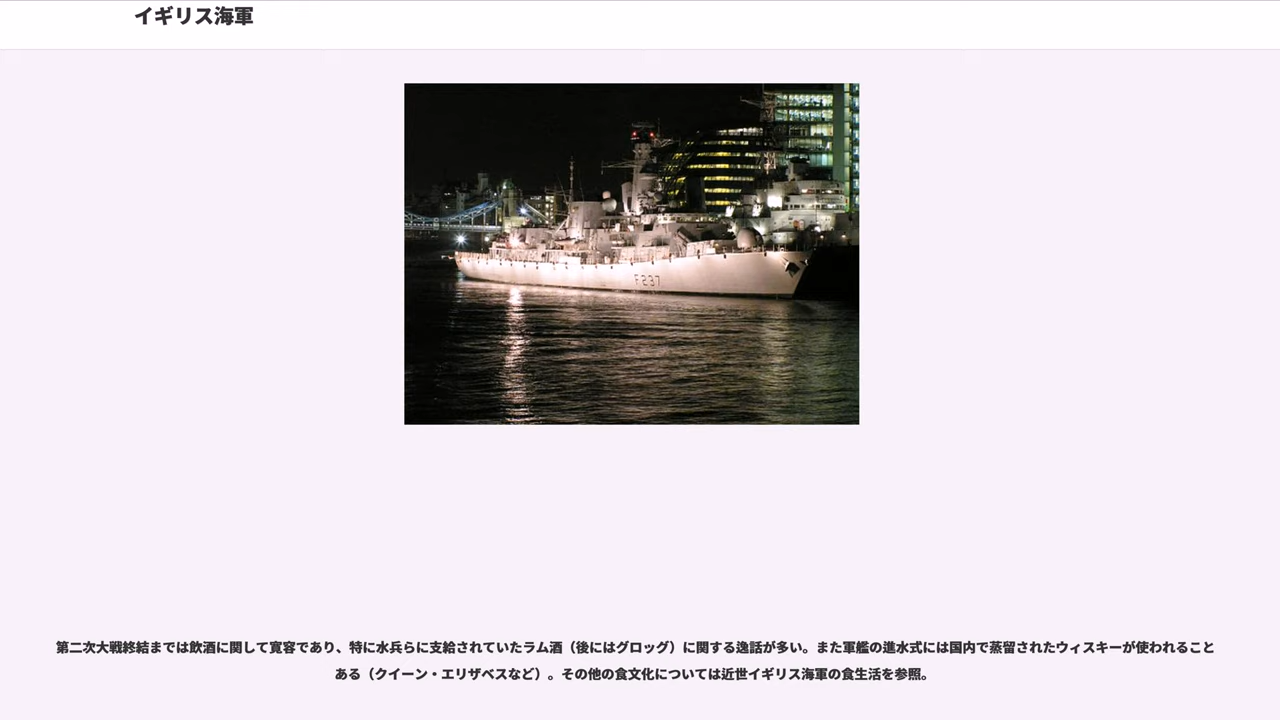 イギリス海軍
F237
第二次大戦終結までは飲酒に関して寛容であり、特に水兵らに支給されていたラム酒（後にはグロッグ）に関する逸話が多い。また軍艦の進水式には国内で蒸留されたウィスキーが使われること
ある（クイーン・エリザベスなど）。その他の食文化については近世イギリス海軍の食生活を参照。